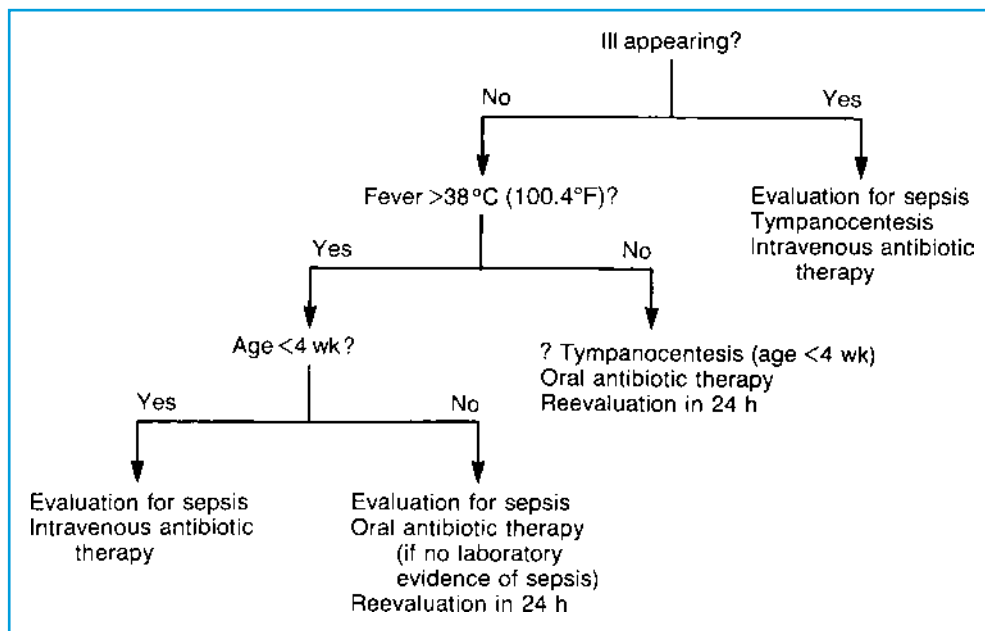 Ill appearing?
No
Yes
Fever >38°C (100.4°F)?
Evaluation for sepsis
Tympanocentesis
Intravenous antibiotic
therapy
Yes
No
Age <4 wk?
? Tympanocentesis (age <4 wk)
Oral antibiotic therapy
Reevaluation in 24 h
Yes
No
Evaluation for sepsis
Intravenous antibiotic
therapy
Evaluation for sepsis
Oral antibiotic therapy
(if no laboratory
evidence of sepsis)
Reevaluation in 24 h